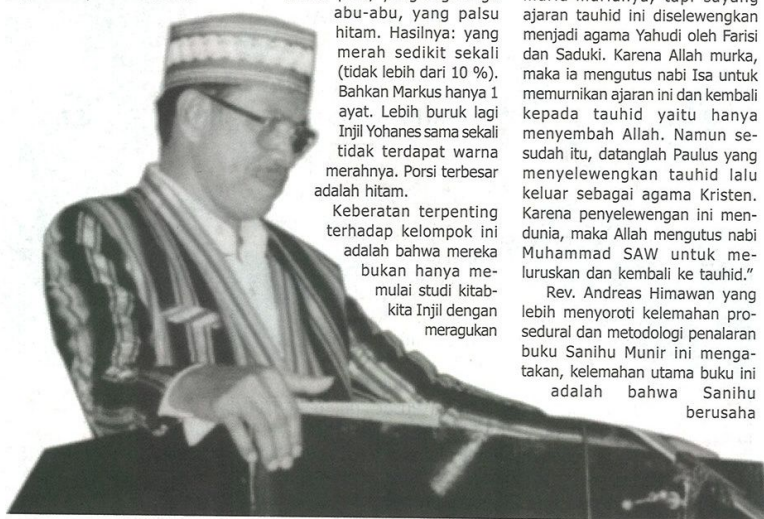 abu-abu, yang palsu
hitam. Hasilnya: yang
merah sedikit sekali
(tidak lebih dari 10 %).
Bahkan Markus hanya 1
ayat. Lebih buruk lagi
Injil Yohanes sama sekali
tidak terdapat warna
merahnya. Porsi terbesar
adalah hitam.
Keberatan terpenting
terhadap kelompok ini
adalah bahwa mereka
bukan hanya me-
mulai studi kitab-
kita Injil dengan
meragukan
ajaran tauhid ini diselewengkan
menjadi agama Yahudi oleh Farisi
dan Saduki. Karena Allah murka,
maka ia mengutus nabi Isa untuk
memurnikan ajaran ini dan kembali
kepada tauhid yaitu hanya
menyembah Allah. Namun se-
sudah itu, datanglah Paulus yang
menyelewengkan tauhid lalu
keluar sebagai agama Kristen.
Karena penyelewengan ini men-
dunia, maka Allah mengutus nabi
Muhammad SAW untuk me-
luruskan dan kembali ke tauhid.”
Rev. Andreas Himawan yang
lebih menyoroti kelemahan pro-
sedural dan metodologi penalaran
buku Sanihu Munir ini menga-
takan, kelemahan utama buku ini
adalah bahwa Sanihu
berusaha